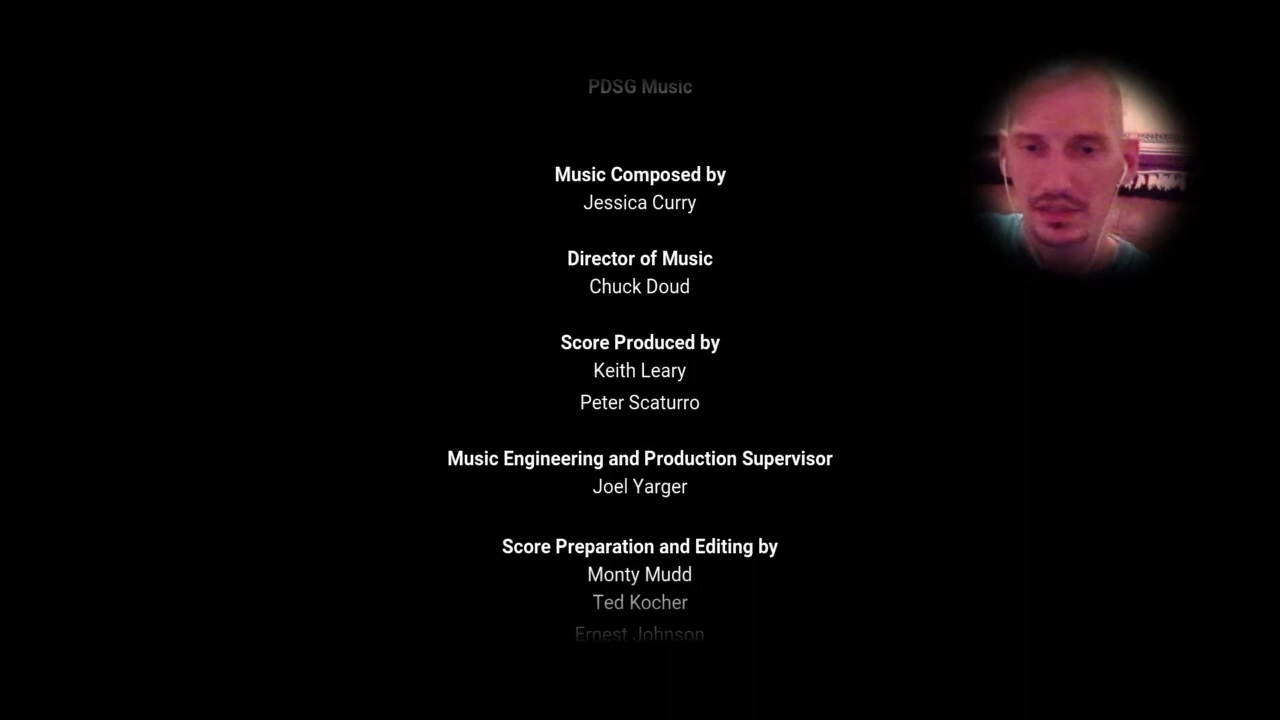 PDSG Music
Music Composed by
Jessica Curry
Director of Music
Chuck Doud
Score Produced by
Keith Leary
Peter Scaturro
Music Engineering and Production Supervisor
Joel Yarger
Score Preparation and Editing by
Monty Mudd
Ted Kocher
Ernest Johnson